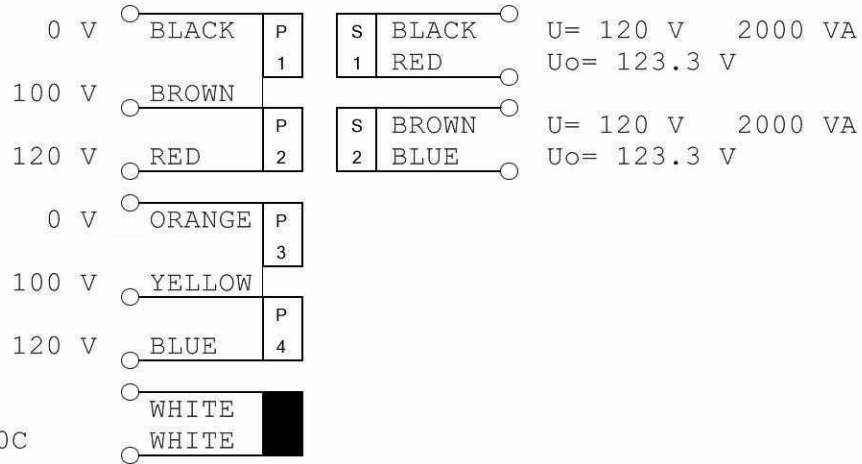 0 V BLACK P S BLACK U= 120 V 2000 VA
1 1 RED Uo= 123.3 V
100 V BROWN
P S BROWN U= 120 V 2000 VA
120 V RED 2 2 BLUE Uo= 123.3 V
0 V ORANGE P
3
100 V YELLOW
P
120 V BLUE 4
WHITE
0C WHITE